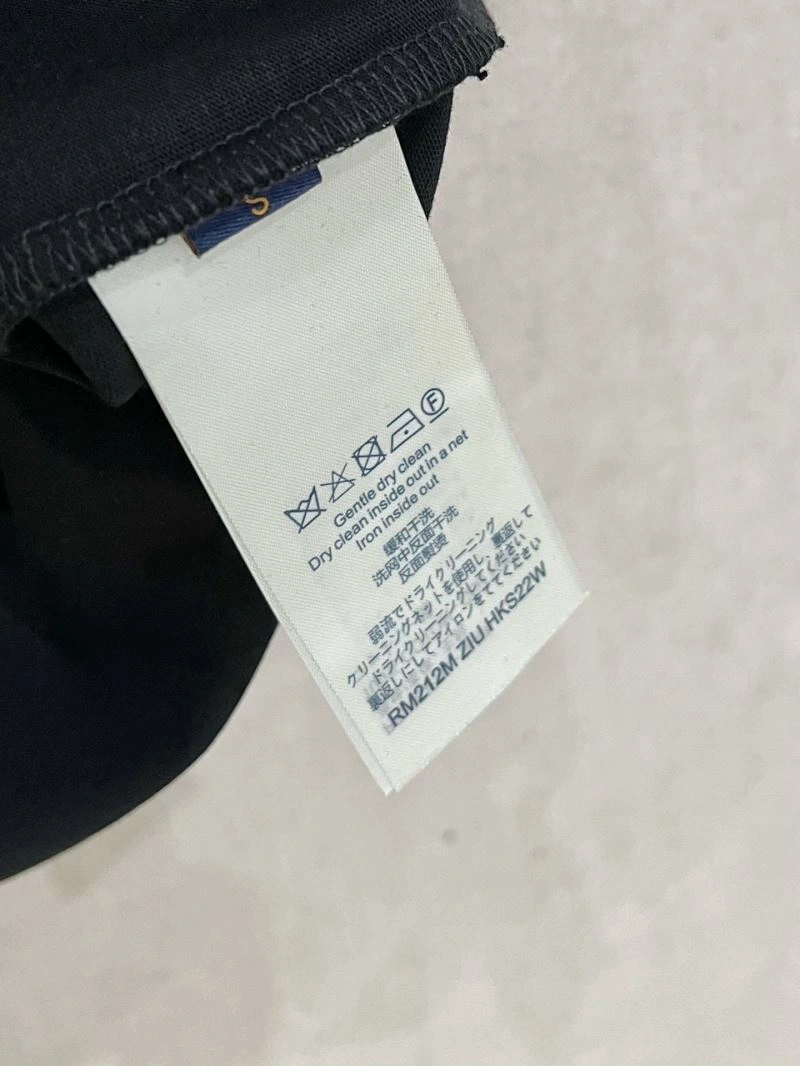 S
F
Gentle dry clean
Dry clean inside out in a net
Iron inside out
缓和干洗
洗网中反面干洗
反面熨烫
弱流でドライクリーニング
クリーニングネットを使用し、裏返して
ドライクリーニングしてください
裏返しにしてアイロンをてください
RM212M ZIU HKS22W